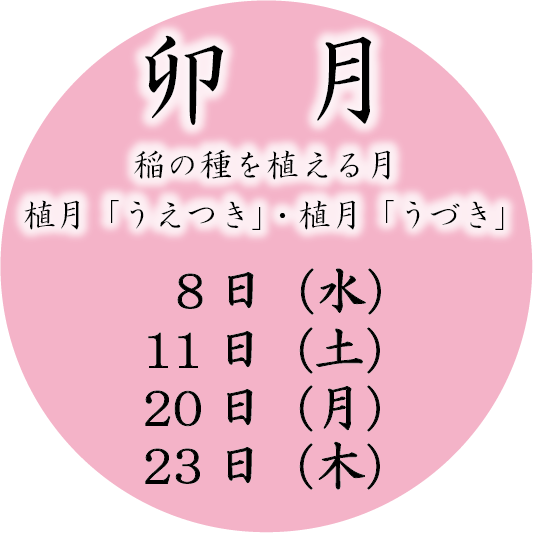 卯月
稲の種を植える月
植月「うえつき」・植月「うづき」
8日（水）
11日（土）
20日（月）
23日（木）